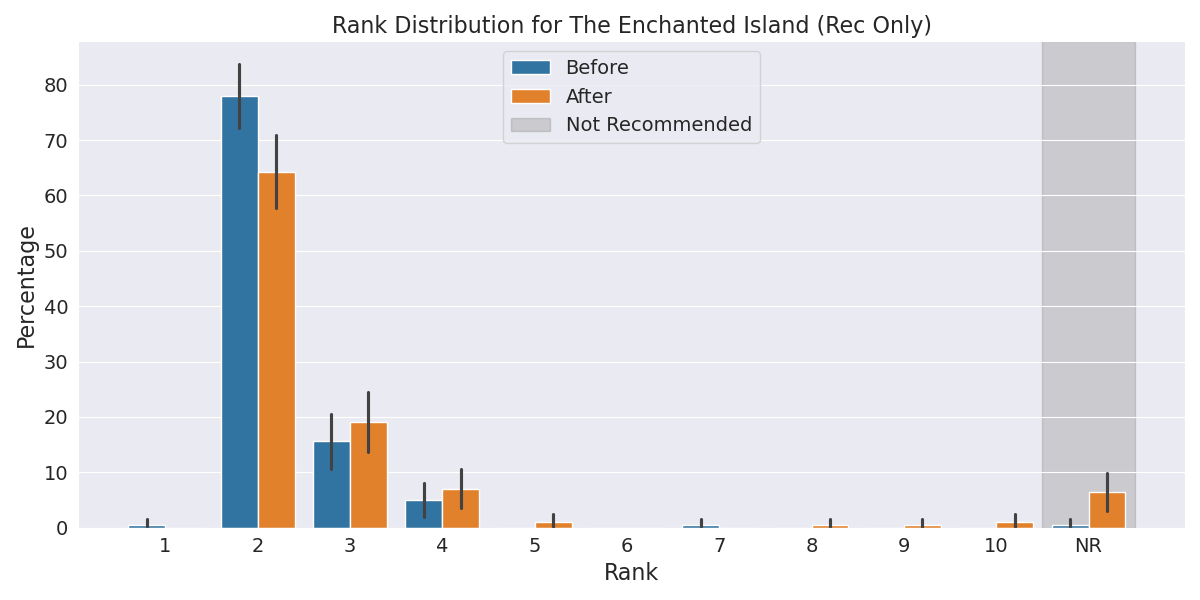 Rank Distribution for The Enchanted Island (Rec Only)
Before
After
Not Recommended
Percentage
80
70
60
50
40
30
20
10
0
1 2 3 4 5 6 7 8 9 10 NR
Rank